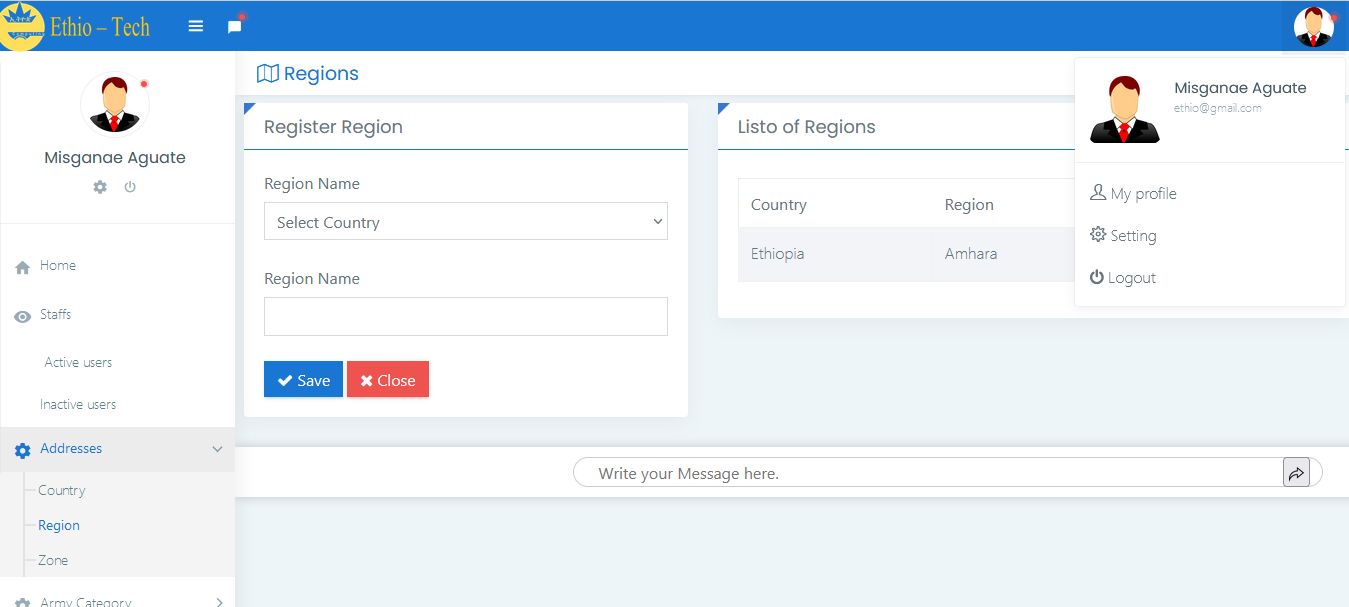 Ethio – Tech
Misganae Aguate
Home
Staffs
Active users
Inactive users
Addresses
Country
Region
Zone
Army Category
Regions
Register Region
Region Name
Select Country
Region Name
Save Close
Listo of Regions
Country Region
Ethiopia Amhara
Write your Message here.
Misganae Aguate
ethio@gmail.com
My profile
Setting
Logout